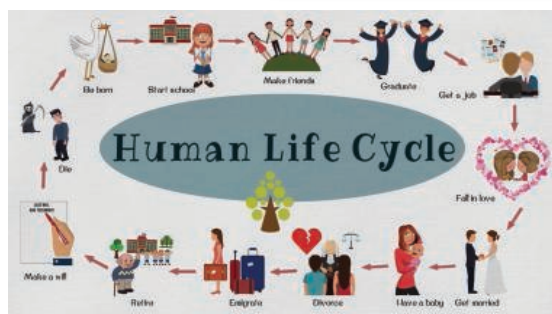 Be born
Start school
Make friends
Graduate
Get a job
Human Life Cycle
Fall in love
Die
Make a will
Retire
Emigrate
Divorce
Have a baby
Get married